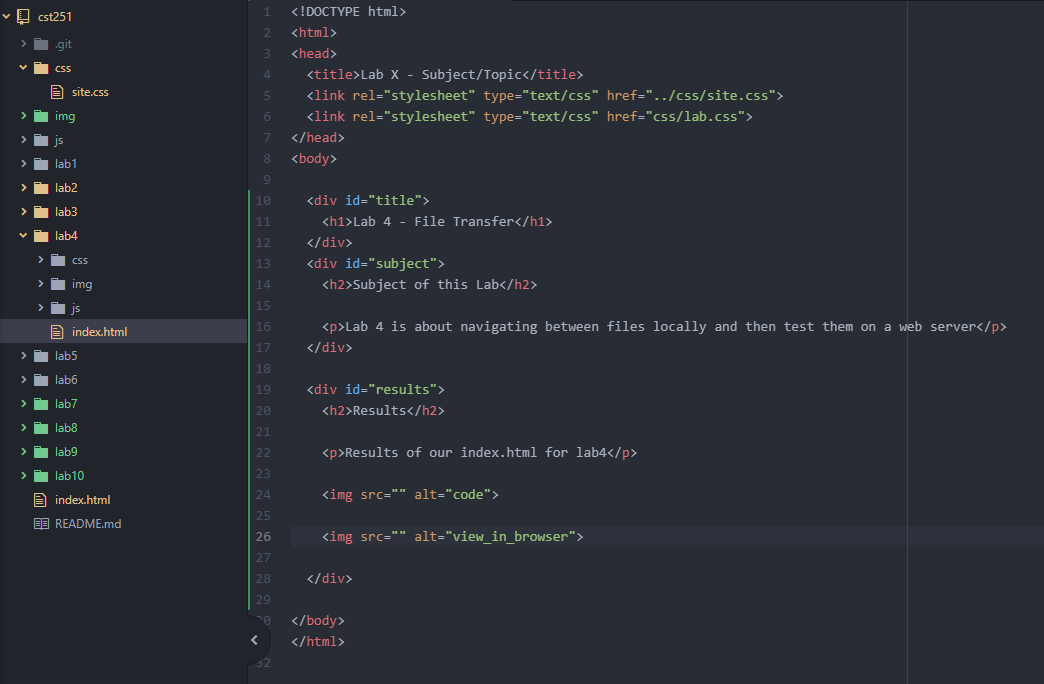 cst251
.git
css
site.css
img
js
lab1
lab2
lab3
lab4
css
img
js
index.html
lab5
lab6
lab7
lab8
lab9
lab10
index.html
README.md
1 <!DOCTYPE html>
2 <html>
3 <head>
4 <title>Lab X - Subject/Topic</title>
5 <link rel="stylesheet" type="text/css" href="../css/site.css">
6 <link rel="stylesheet" type="text/css" href="css/lab.css">
7 </head>
8 <body>
9
10 <div id="title">
11 <h1>Lab 4 - File Transfer</h1>
12 </div>
13 <div id="subject">
14 <h2>Subject of this Lab</h2>
15
16 <p>Lab 4 is about navigating between files locally and then test them on a web server</p>
17 </div>
18
19 <div id="results">
20 <h2>Results</h2>
21
22 <p>Results of our index.html for lab4</p>
23
24 <img src="" alt="code">
25
26 <img src="" alt="view_in_browser">
27
28 </div>
29
30 </body>
</html>
32